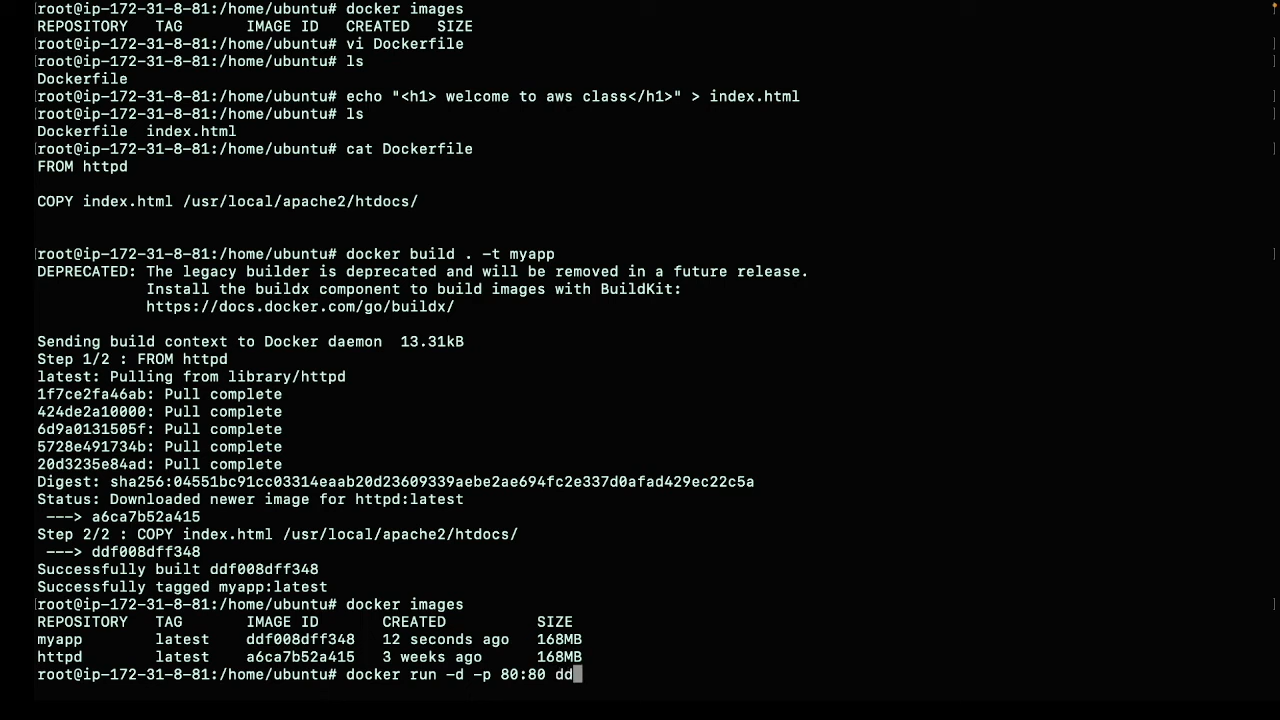 root@ip-172-31-8-81:/home/ubuntu# docker images
REPOSITORY   TAG       IMAGE ID   CREATED   SIZE
root@ip-172-31-8-81:/home/ubuntu# vi Dockerfile
root@ip-172-31-8-81:/home/ubuntu# ls
Dockerfile
root@ip-172-31-8-81:/home/ubuntu# echo "<h1> welcome to aws class</h1>" > index.html
root@ip-172-31-8-81:/home/ubuntu# ls
Dockerfile  index.html
root@ip-172-31-8-81:/home/ubuntu# cat Dockerfile
FROM httpd
COPY index.html /usr/local/apache2/htdocs/
root@ip-172-31-8-81:/home/ubuntu# docker build . -t myapp
DEPRECATED: The legacy builder is deprecated and will be removed in a future release.
            Install the buildx component to build images with BuildKit:
            https://docs.docker.com/go/buildx/
Sending build context to Docker daemon  13.31kB
Step 1/2 : FROM httpd
latest: Pulling from library/httpd
1f7ce2fa46ab: Pull complete
424de2a10000: Pull complete
6d9a0131505f: Pull complete
5728e491734b: Pull complete
20d3235e84ad: Pull complete
Digest: sha256:04551bc91cc03314eaab20d23609339aebe2ae694fc2e337d0afad429ec22c5a
Status: Downloaded newer image for httpd:latest
 ---> a6ca7b52a415
Step 2/2 : COPY index.html /usr/local/apache2/htdocs/
 ---> ddf008dff348
Successfully built ddf008dff348
Successfully tagged myapp:latest
root@ip-172-31-8-81:/home/ubuntu# docker images
REPOSITORY   TAG       IMAGE ID       CREATED          SIZE
myapp        latest    ddf008dff348   12 seconds ago   168MB
httpd        latest    a6ca7b52a415   3 weeks ago      168MB
root@ip-172-31-8-81:/home/ubuntu# docker run -d -p 80:80 dd